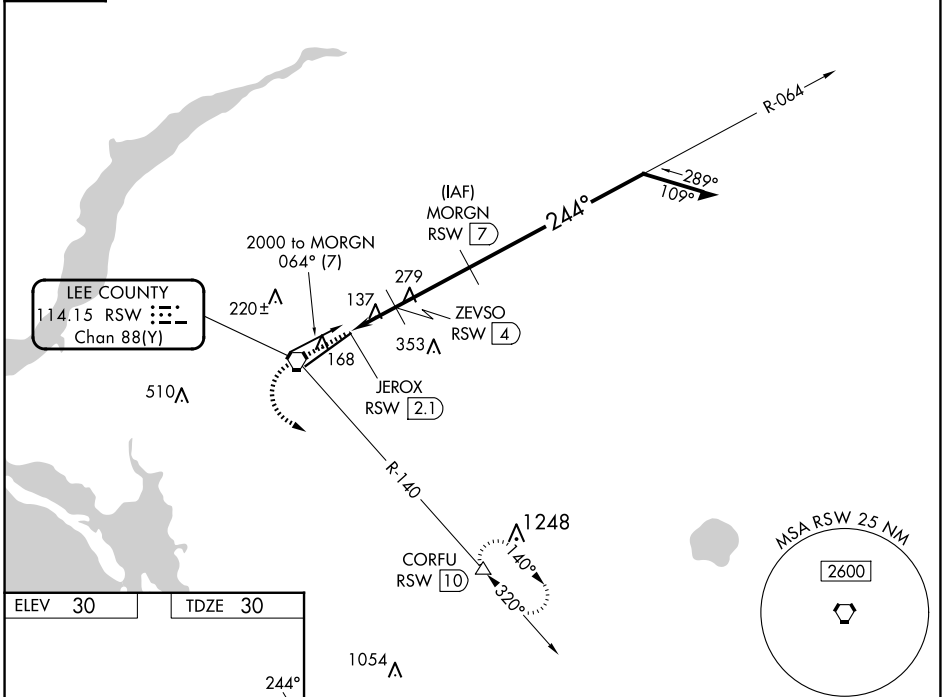 R-064
289°
109°
(IAF)
MORGN
RSW 7
244°
2000 to MORGN
064° (7)
279
137
LEE COUNTY
114.15 RSW
Chan 88(Y)
220±
ZEVSO
RSW 4
353
168
JEROX
RSW 2.1
510
R-140
1248
MSA RSW 25 NM
CORFU
RSW 10
140°
320°
2600
ELEV 30
TDZE 30
1054
244°